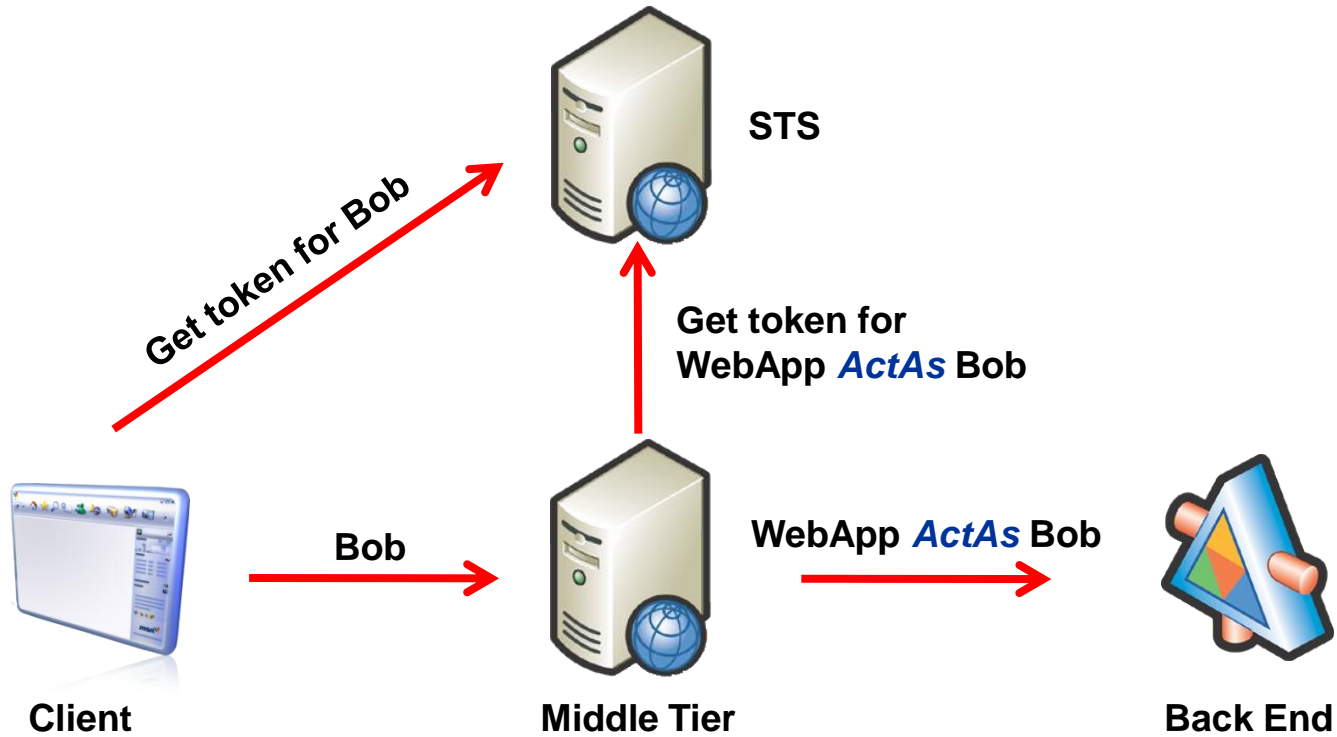 STS
Get token for Bob
Get token for
WebApp ActAs Bob
Bob
WebApp ActAs Bob
msn
Client
Middle Tier
Back End